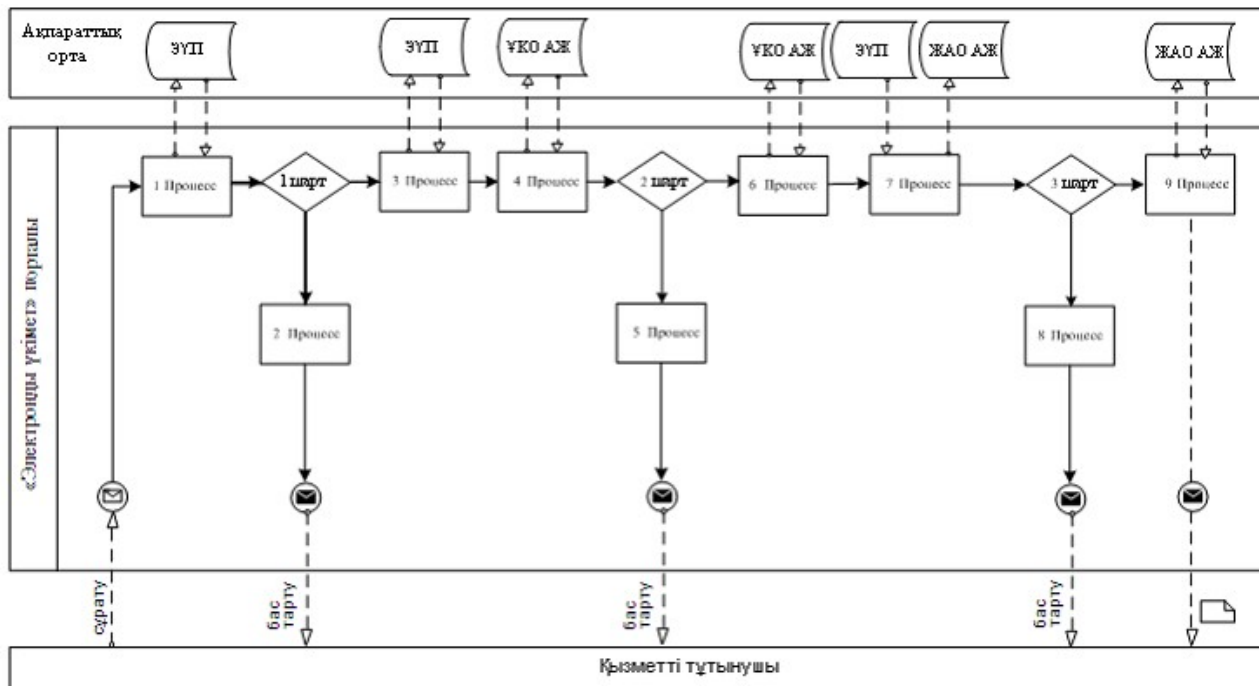 Ақпараттық
орта
ЭҮП
ЭҮП
ҰКО АЖ
ҰКО АЖ
ЭҮП
ЖАО АЖ
ЖАО АЖ
«Электронды үкімет» порталы
1 Процесс
1 шарт
3 Процесс
4 Процесс
2 шарт
6 Процесс
7 Процесс
3 шарт
9 Процесс
2 Процесс
5 Процесс
8 Процесс
сұрату
бас
тарту
бас
тарту
бас
тарту
Қызметті тұтынушы